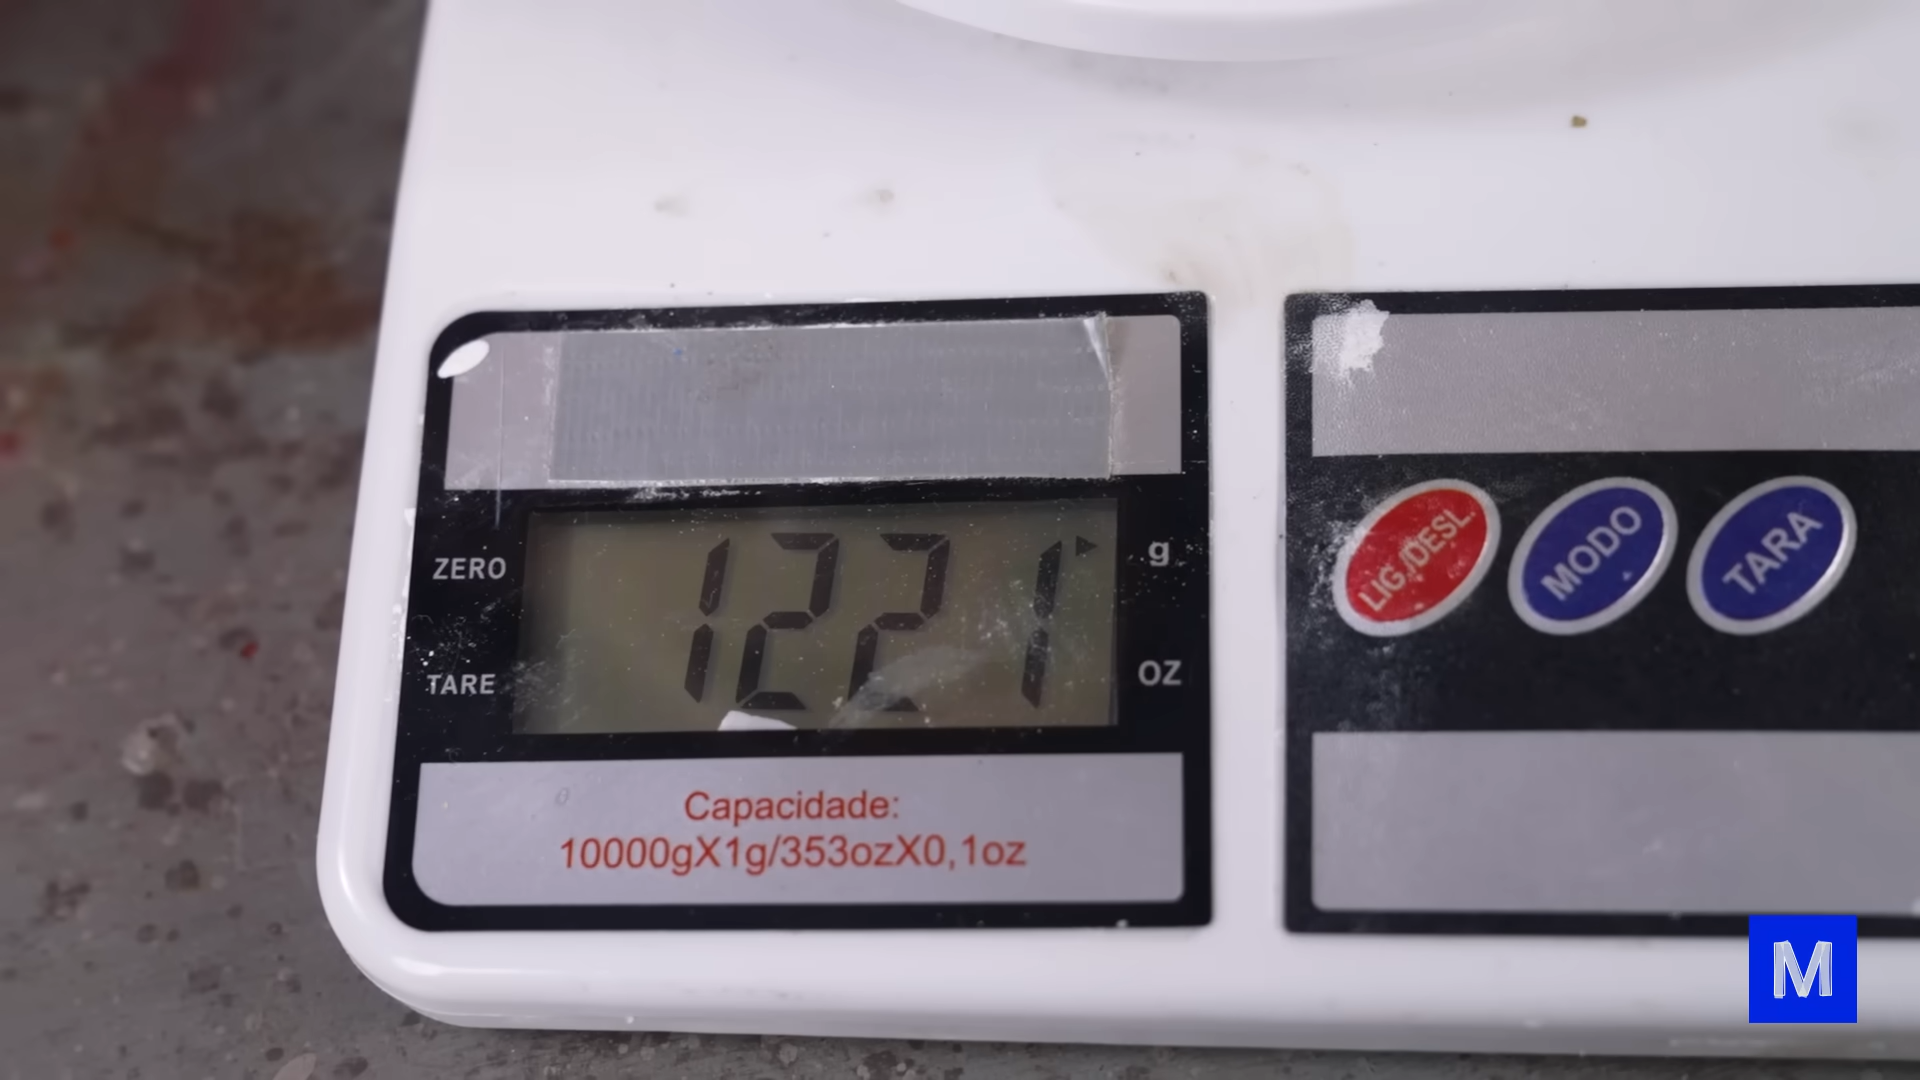 1221
g
ZERO
TARE
OZ
Capacidade:
10000gX1g/353ozX0,1oz
LIG./DESL.
MODO
TARA
M